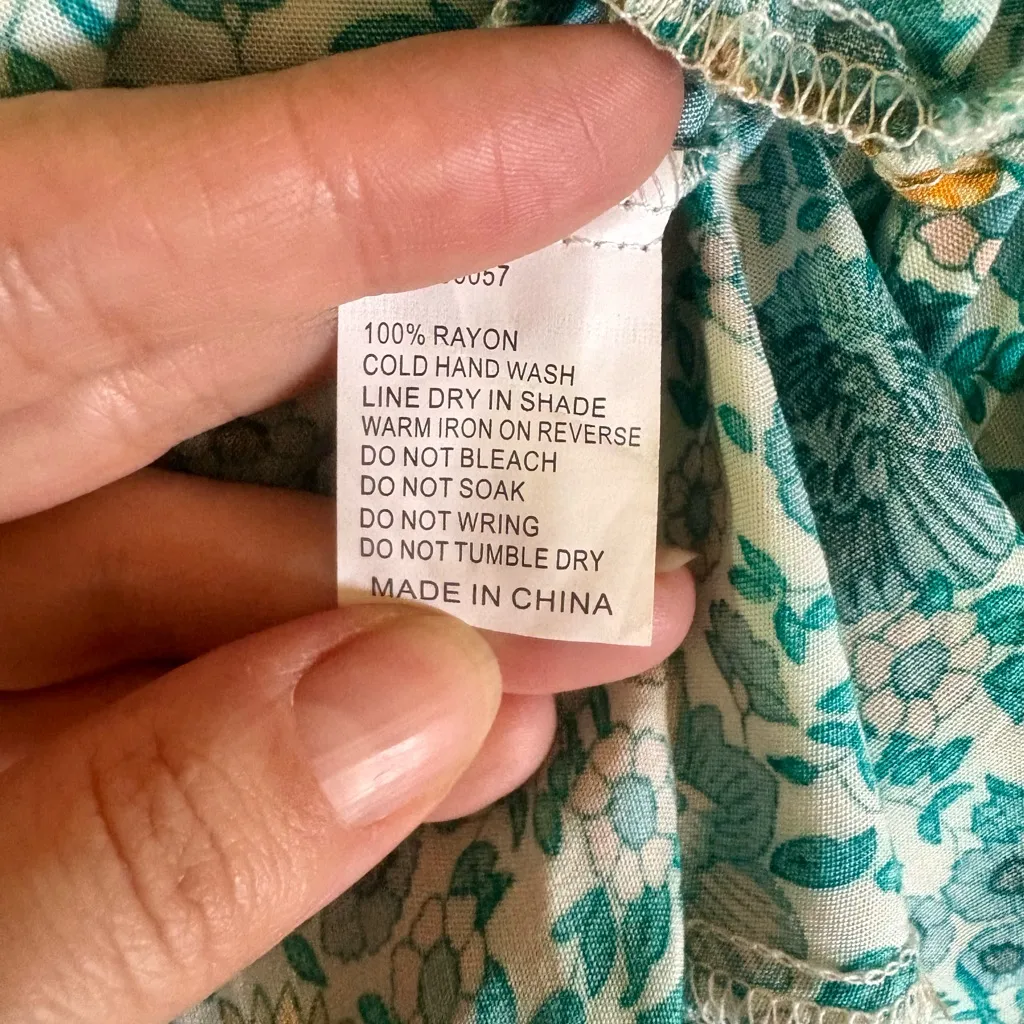 100% RAYON
COLD HAND WASH
LINE DRY IN SHADE
WARM IRON ON REVERSE
DO NOT BLEACH
DO NOT SOAK
DO NOT WRING
DO NOT TUMBLE DRY
MADE IN CHINA